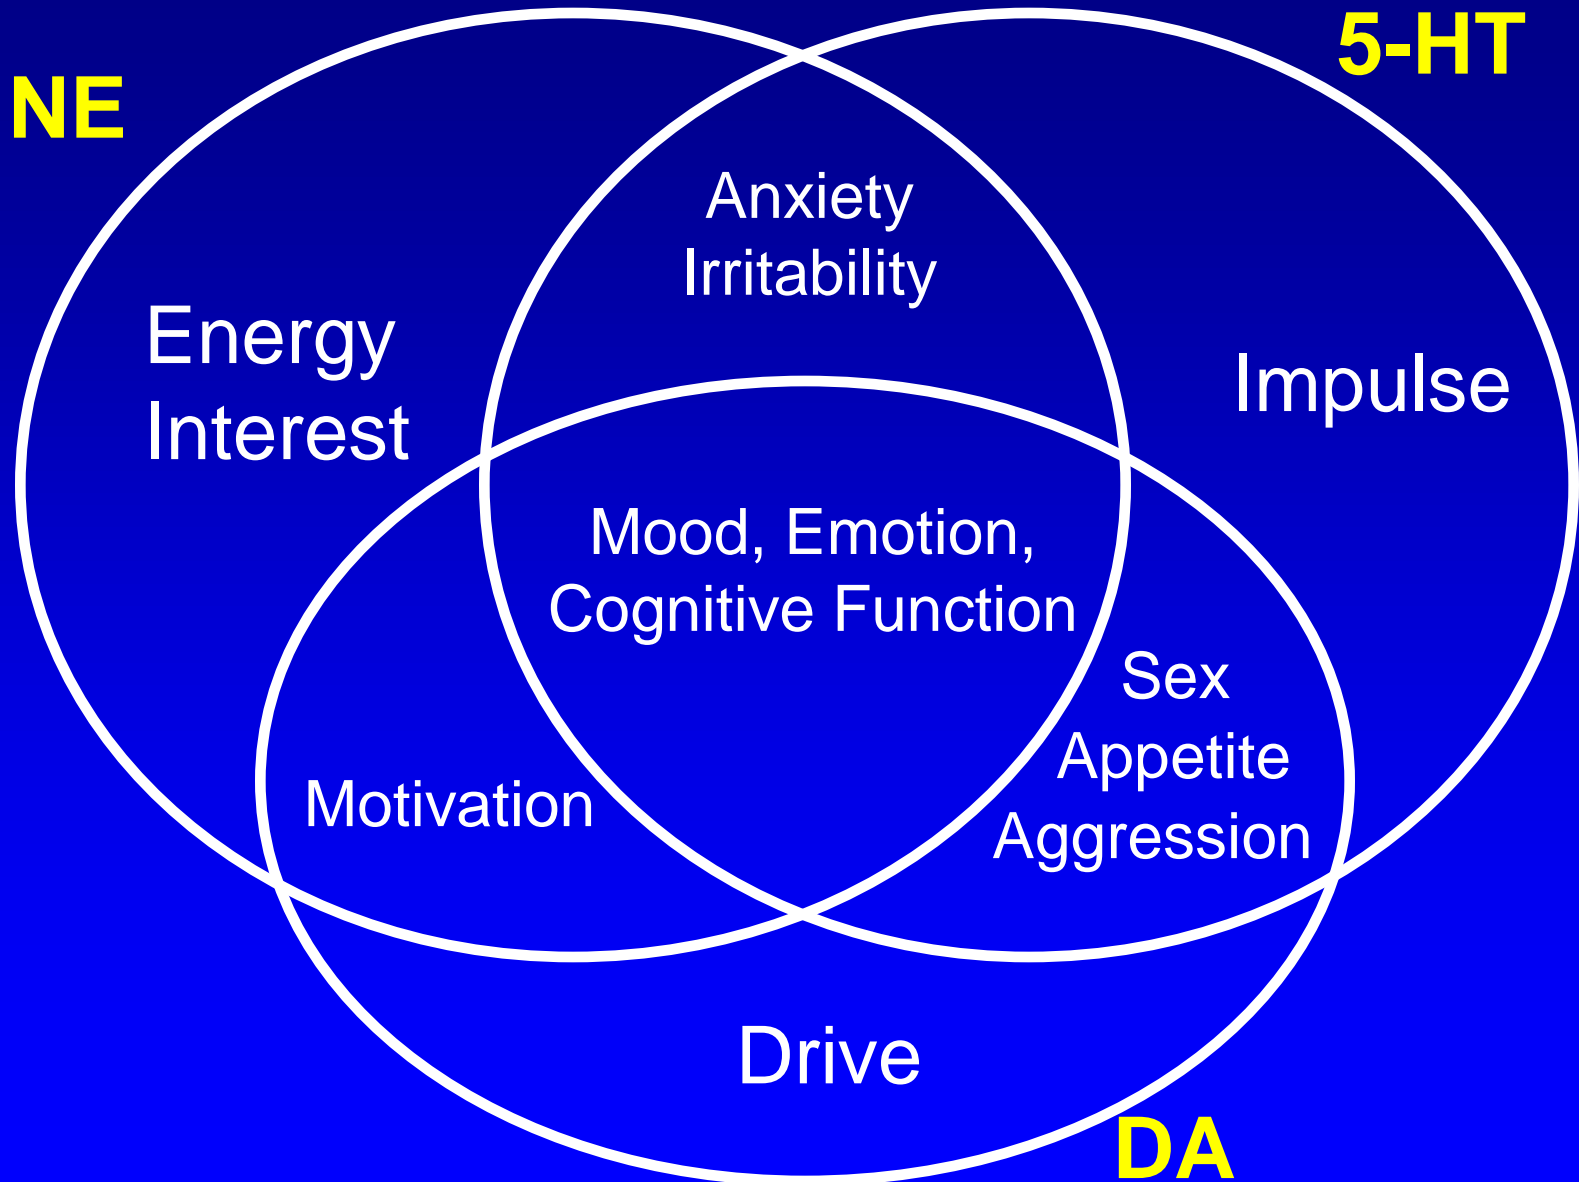 5-HT
NE
Anxiety
Irritability
Energy
Interest
Impulse
Mood, Emotion,
Cognitive Function
Sex
Appetite
Aggression
Motivation
Drive
DA